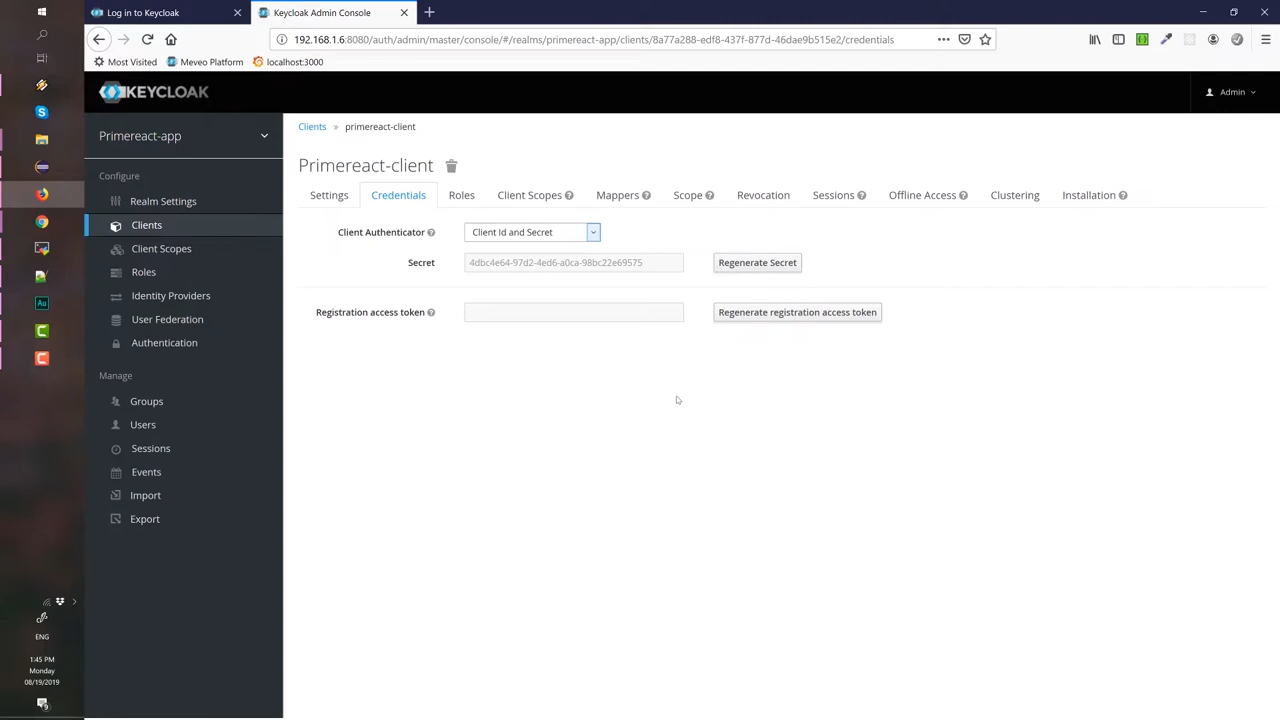 Log in to Keycloak
Keycloak Admin Console
192.168.1.6:8080/auth/admin/master/console/#/realms/primereact-app/clients/8a77a288-edf8-437f-877d-46dae9b515e2/credentials
Most Visited
Meveo Platform
localhost:3000
KEYCLOAK
Admin
Primereact-app
Configure
Realm Settings
Clients
Client Scopes
Roles
Identity Providers
User Federation
Authentication
Manage
Groups
Users
Sessions
Events
Import
Export
Clients » primereact-client
Primereact-client
Settings
Credentials
Roles
Client Scopes
Mappers
Scope
Revocation
Sessions
Offline Access
Clustering
Installation
Client Authenticator
Client Id and Secret
Secret
4dbc4e64-97d2-4ed6-a0ca-98bc22e69575
Regenerate Secret
Registration access token
Regenerate registration access token
Au
ENG
1:45 PM
Monday
08/19/2019